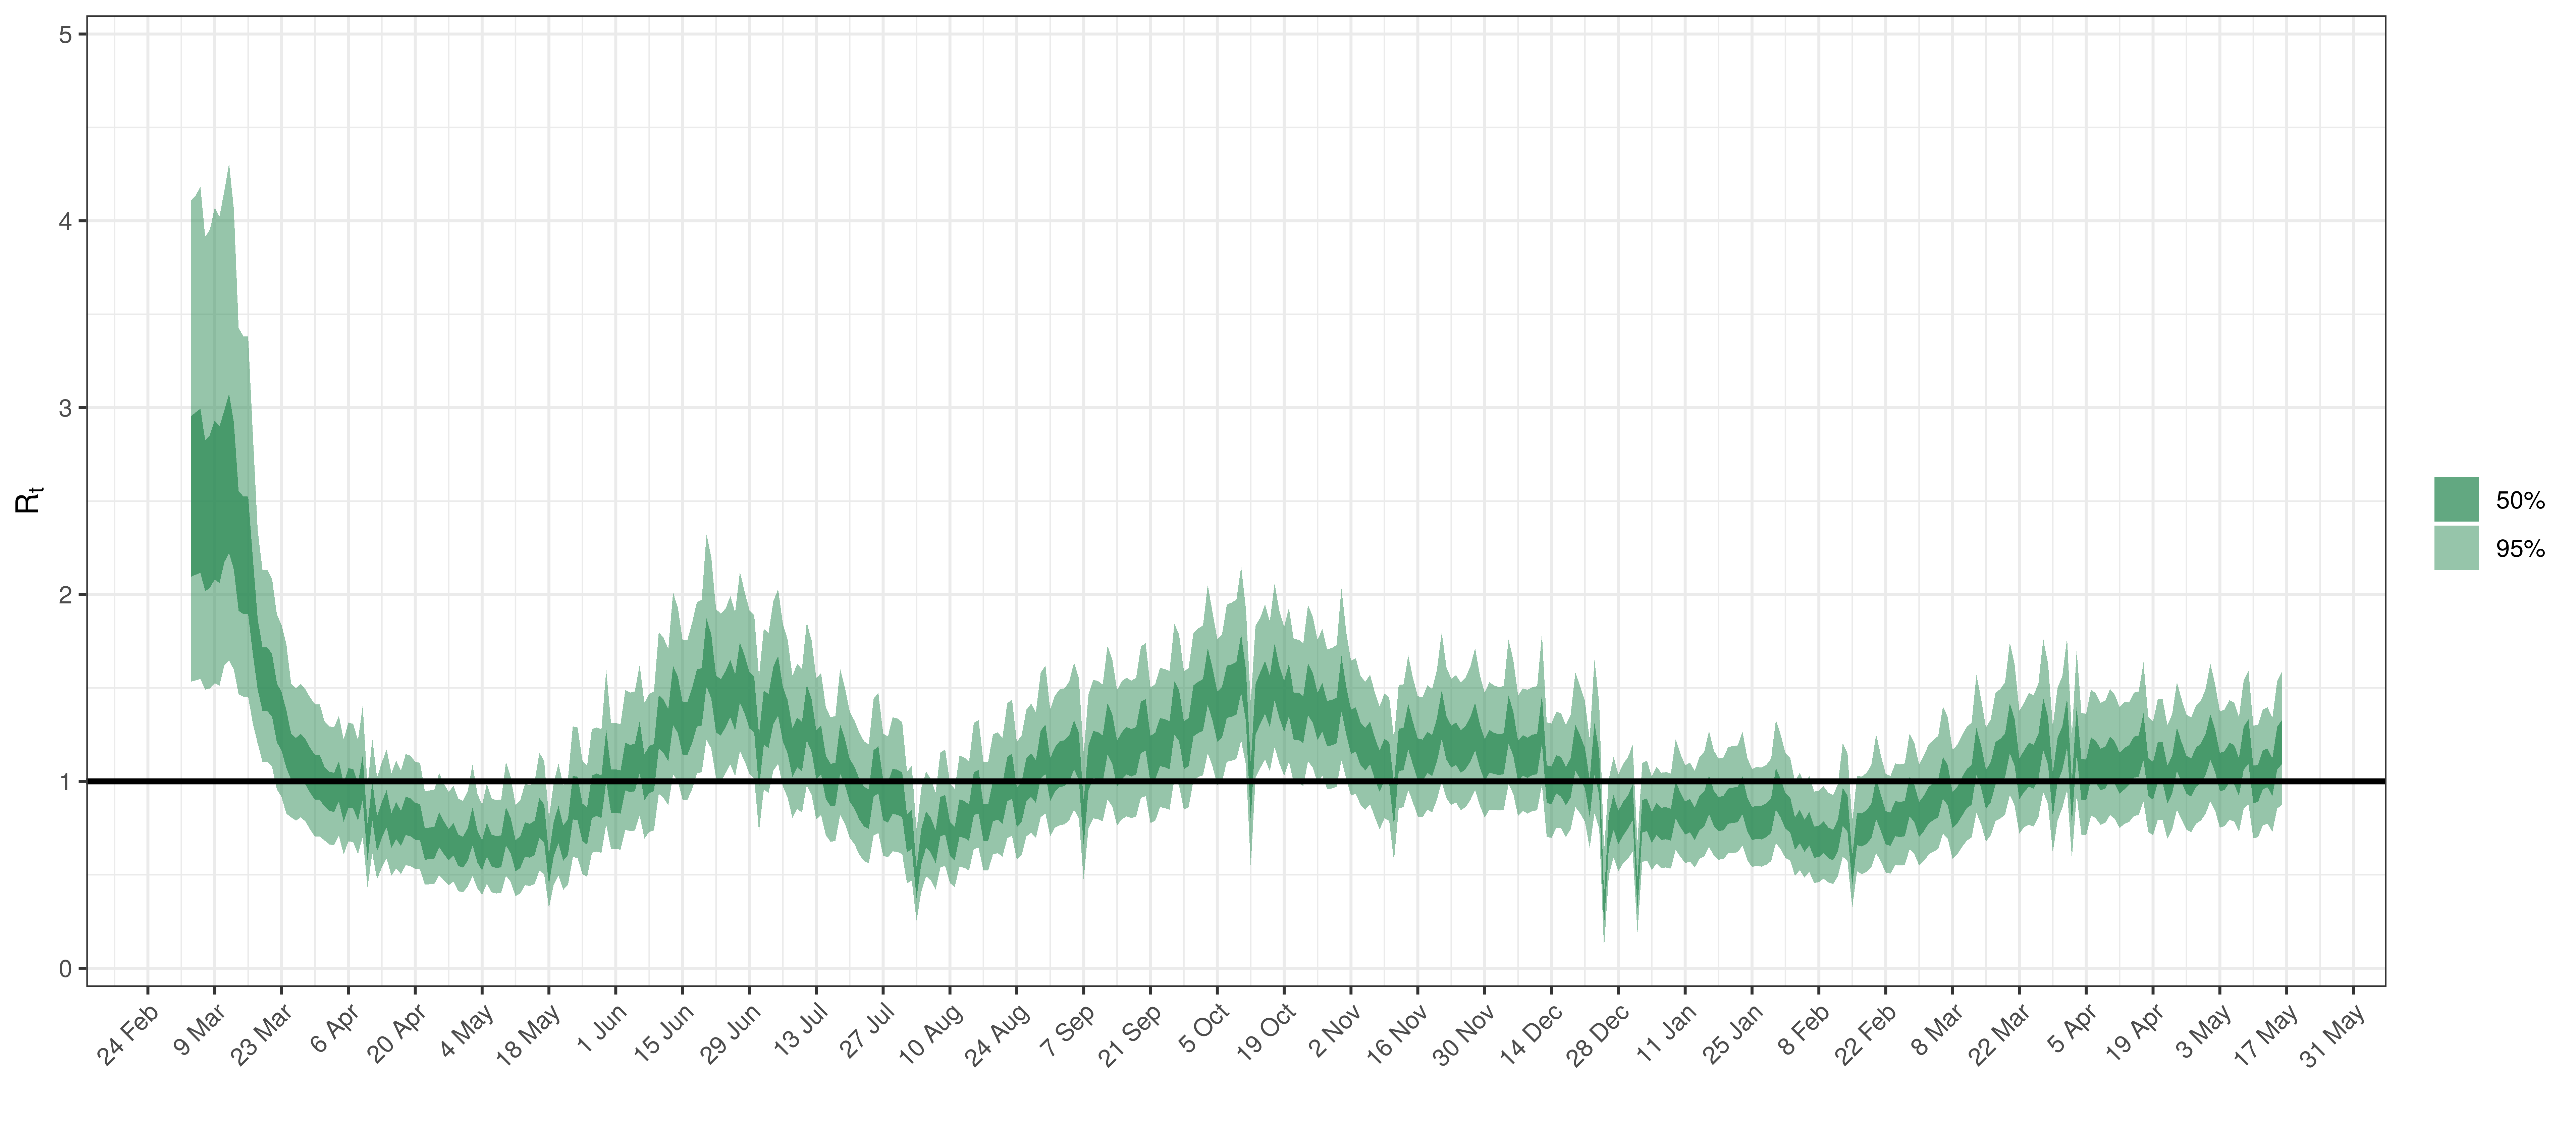 5
4
3
2
1
0
Rt
24 Feb
9 Mar
23 Mar
6 Apr
20 Apr
4 May
18 May
1 Jun
15 Jun
29 Jun
13 Jul
27 Jul
10 Aug
24 Aug
7 Sep
21 Sep
5 Oct
19 Oct
2 Nov
16 Nov
30 Nov
14 Dec
28 Dec
11 Jan
25 Jan
8 Feb
22 Feb
8 Mar
22 Mar
5 Apr
19 Apr
3 May
17 May
31 May
50%
95%